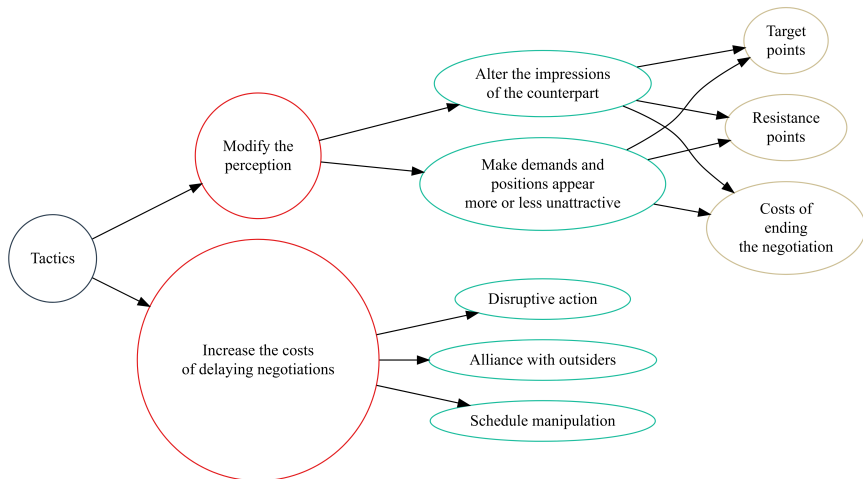 Tactics
Modify the
perception
Increase the costs
of delaying negotiations
Alter the impressions
of the counterpart
Make demands and
positions appear
more or less unattractive
Disruptive action
Alliance with outsiders
Schedule manipulation
Target
points
Resistance
points
Costs of
ending
the negotiation